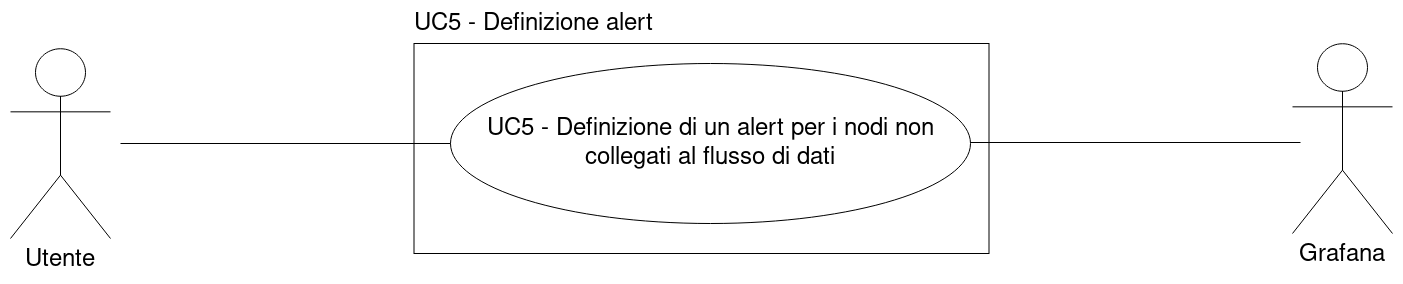 UC5 - Definizione alert
UC5 - Definizione di un alert per i nodi non
collegati al flusso di dati
Utente
Grafana